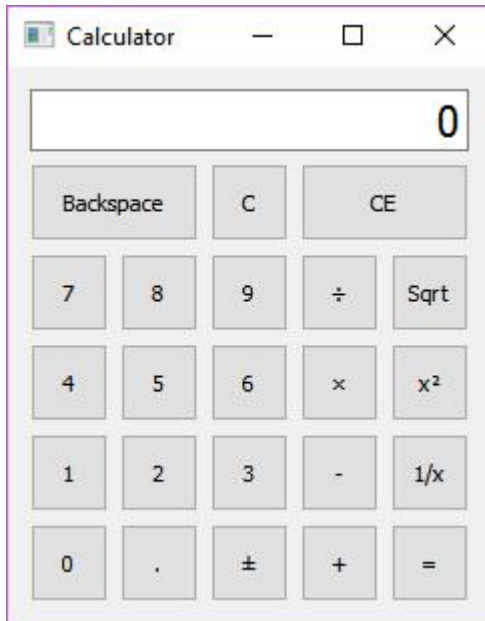 Calculator
0
Backspace C CE
7 8 9 ÷ Sqrt
4 5 6 × x²
1 2 3 - 1/x
0 . ± + =